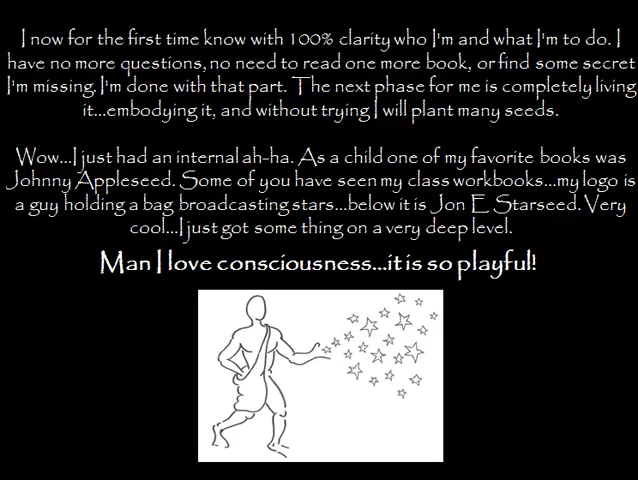 I now for the first time know with 100% clarity who I'm and what I'm to do. I
have no more questions, no need to read one more book, or find some secret
I'm missing. I'm done with that part. The next phase for me is completely living
it...embodying it, and without trying I will plant many seeds.
Wow...I just had an internal ah-ha. As a child one of my favorite books was
Johnny Appleseed. Some of you have seen my class workbooks...my logo is
a guy holding a bag broadcasting stars...below it is Jon E Starseed. Very
cool...I just got some thing on a very deep level.
Man I love consciousness...it is so playful!